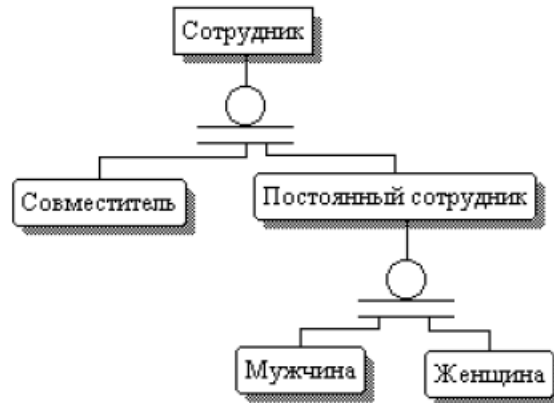 Сотрудник
Совместитель
Постоянный сотрудник
Мужчина
Женщина